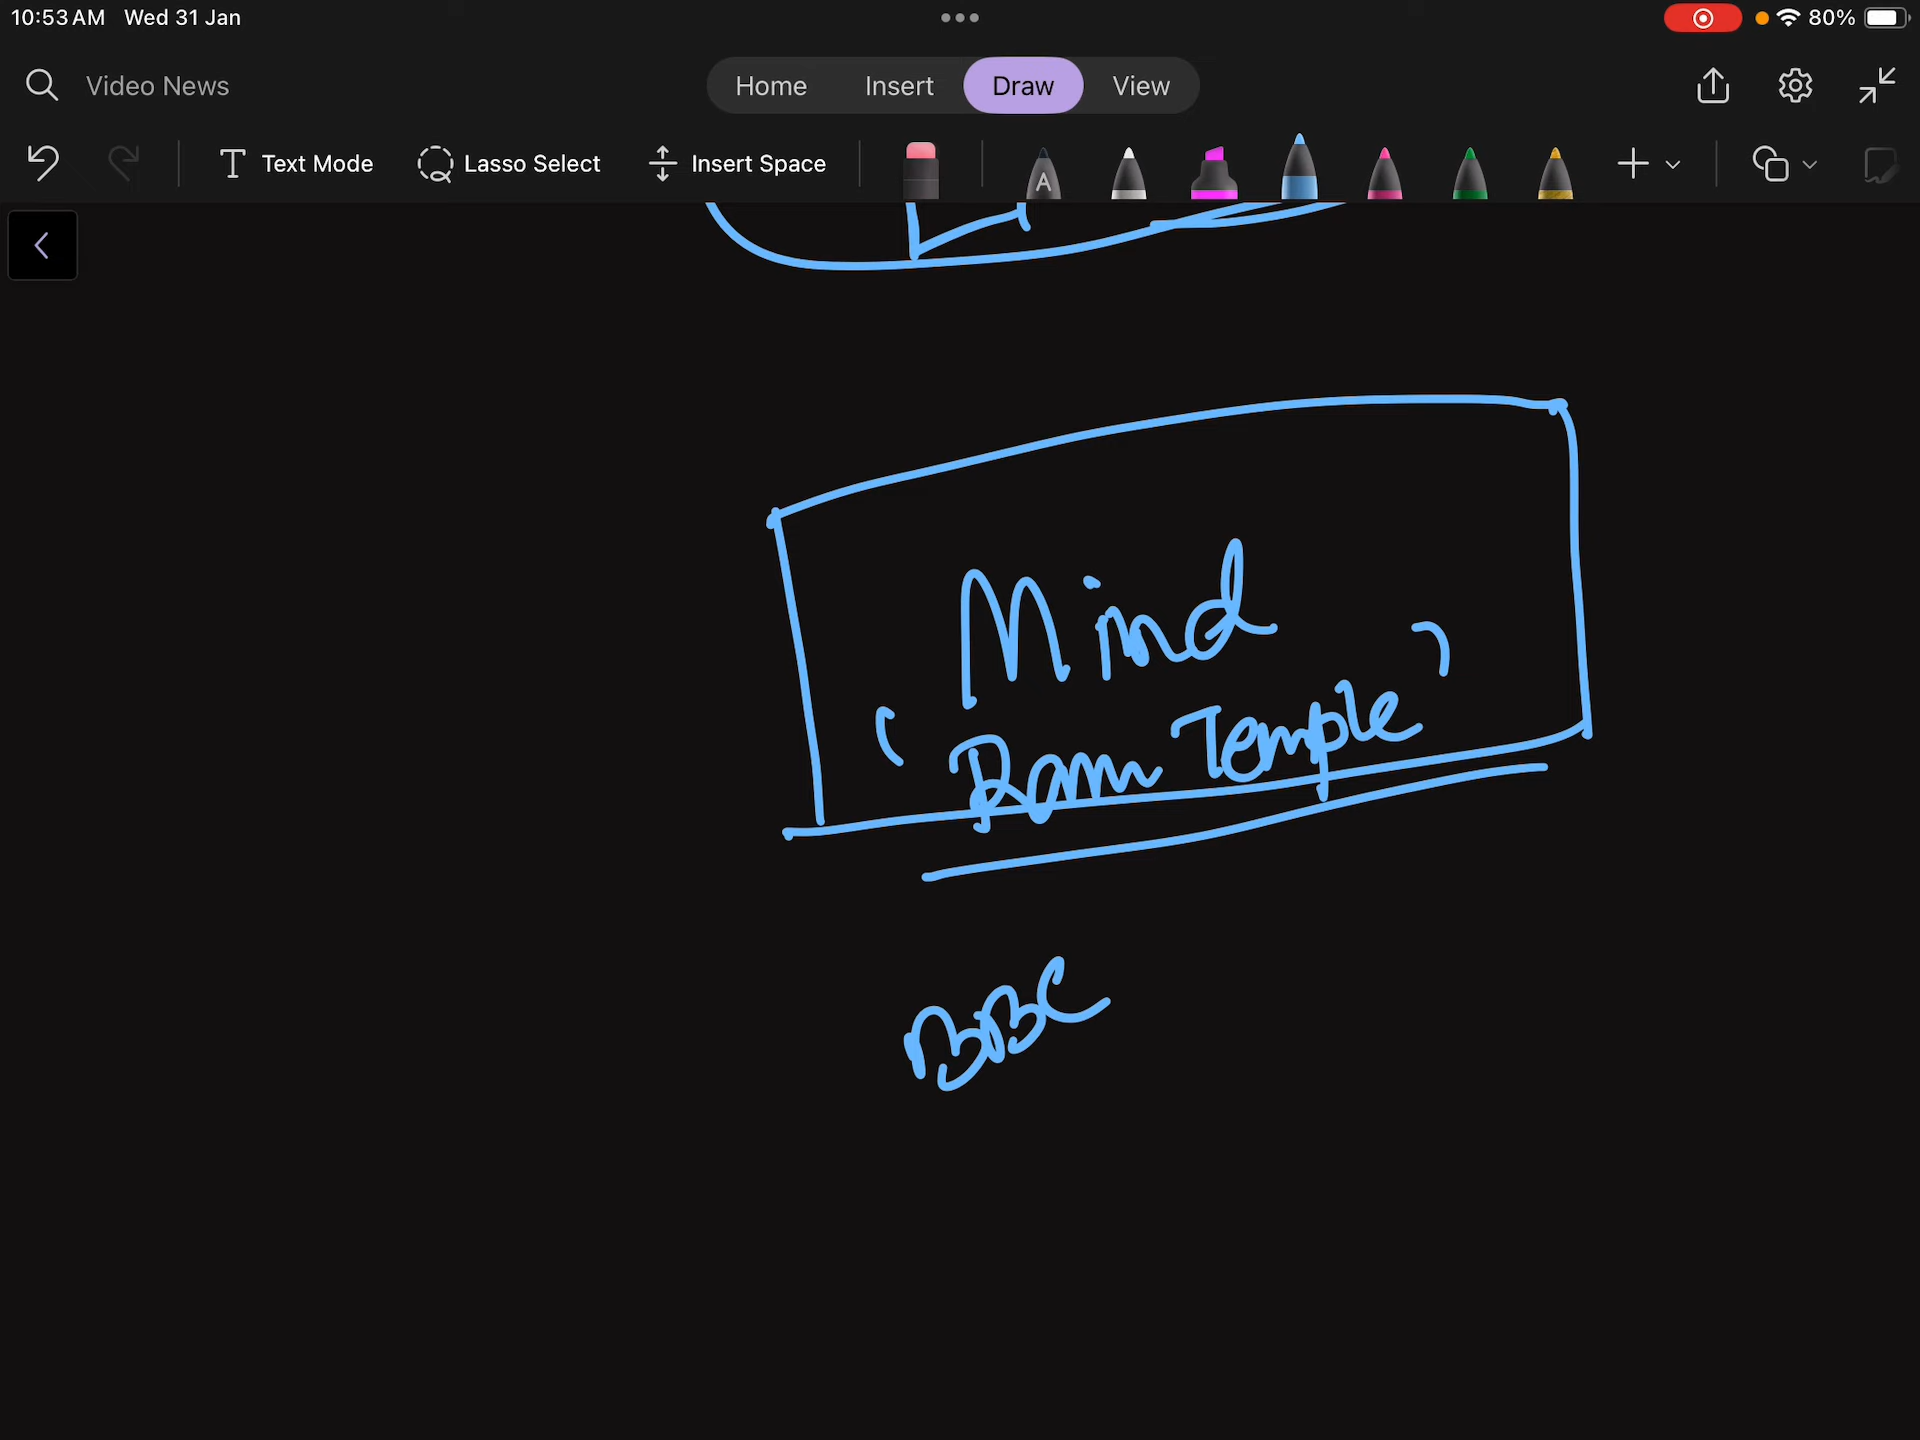 10:53 AM Wed 31 Jan
80%
Video News
Home Insert Draw View
Text Mode Lasso Select Insert Space
A
Mind
' Ram Temple '
BBC